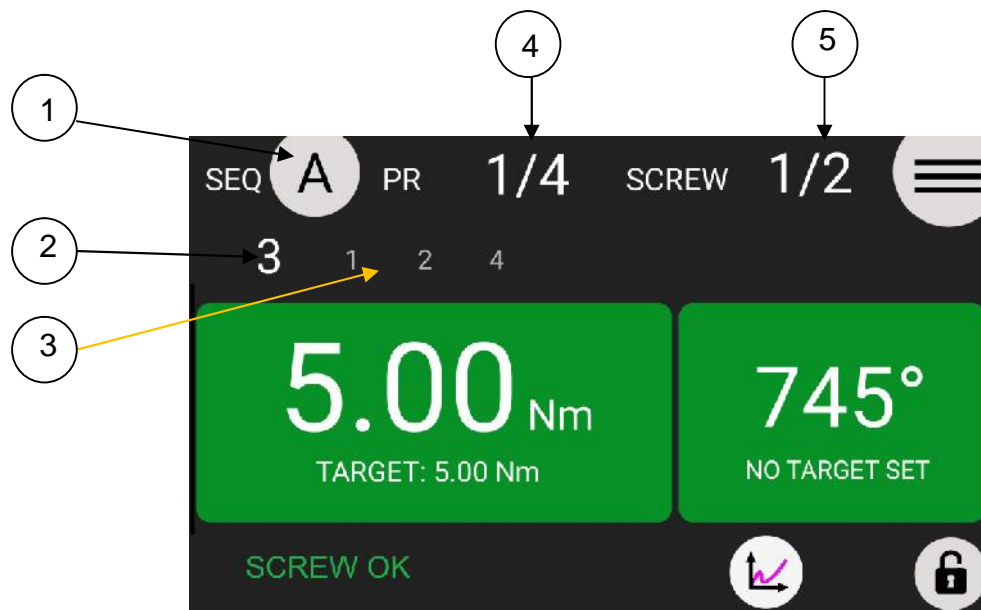 4 5
1
SEQ A PR 1/4 SCREW 1/2
2
3 1 2 4
3
5.00 Nm 745°
TARGET: 5.00 Nm NO TARGET SET
SCREW OK